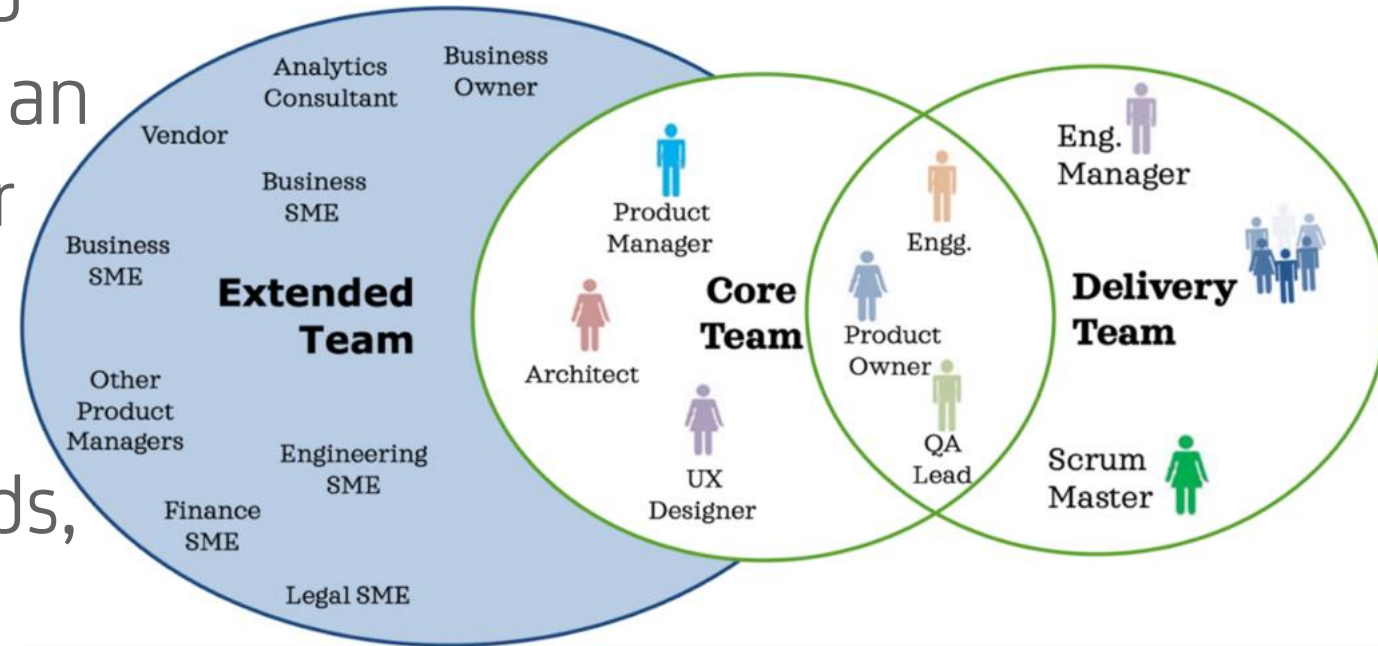 an
r
ds,
Analytics
Consultant
Business
Owner
Vendor
Business
SME
Business
SME
Extended
Team
Other
Product
Managers
Engineering
SME
Finance
SME
Legal SME
Product
Manager
Architect
Core
Team
UX
Designer
Engg.
Product
Owner
QA
Lead
Eng.
Manager
Delivery
Team
Scrum
Master